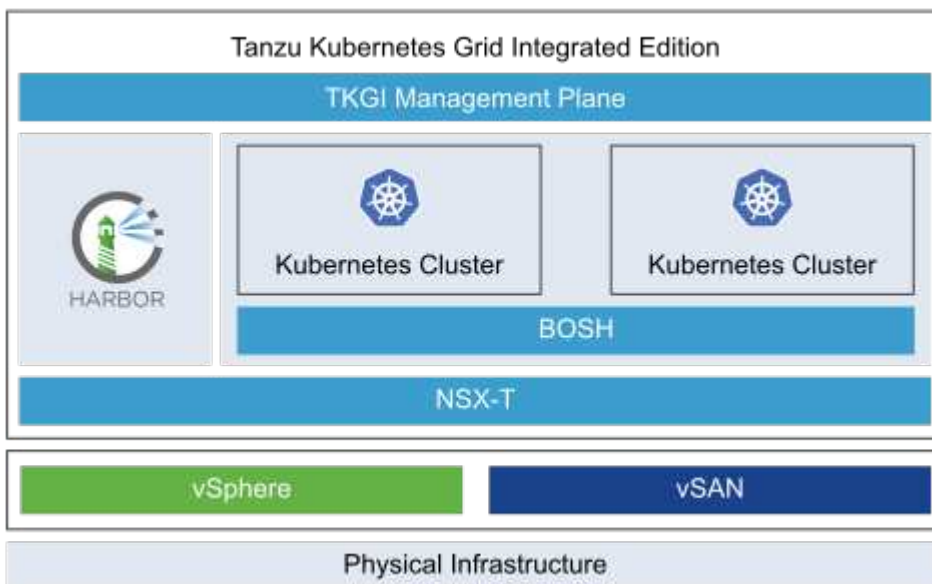 Tanzu Kubernetes Grid Integrated Edition
TKGI Management Plane
HARBOR
Kubernetes Cluster
Kubernetes Cluster
BOSH
NSX-T
vSphere
vSAN
Physical Infrastructure